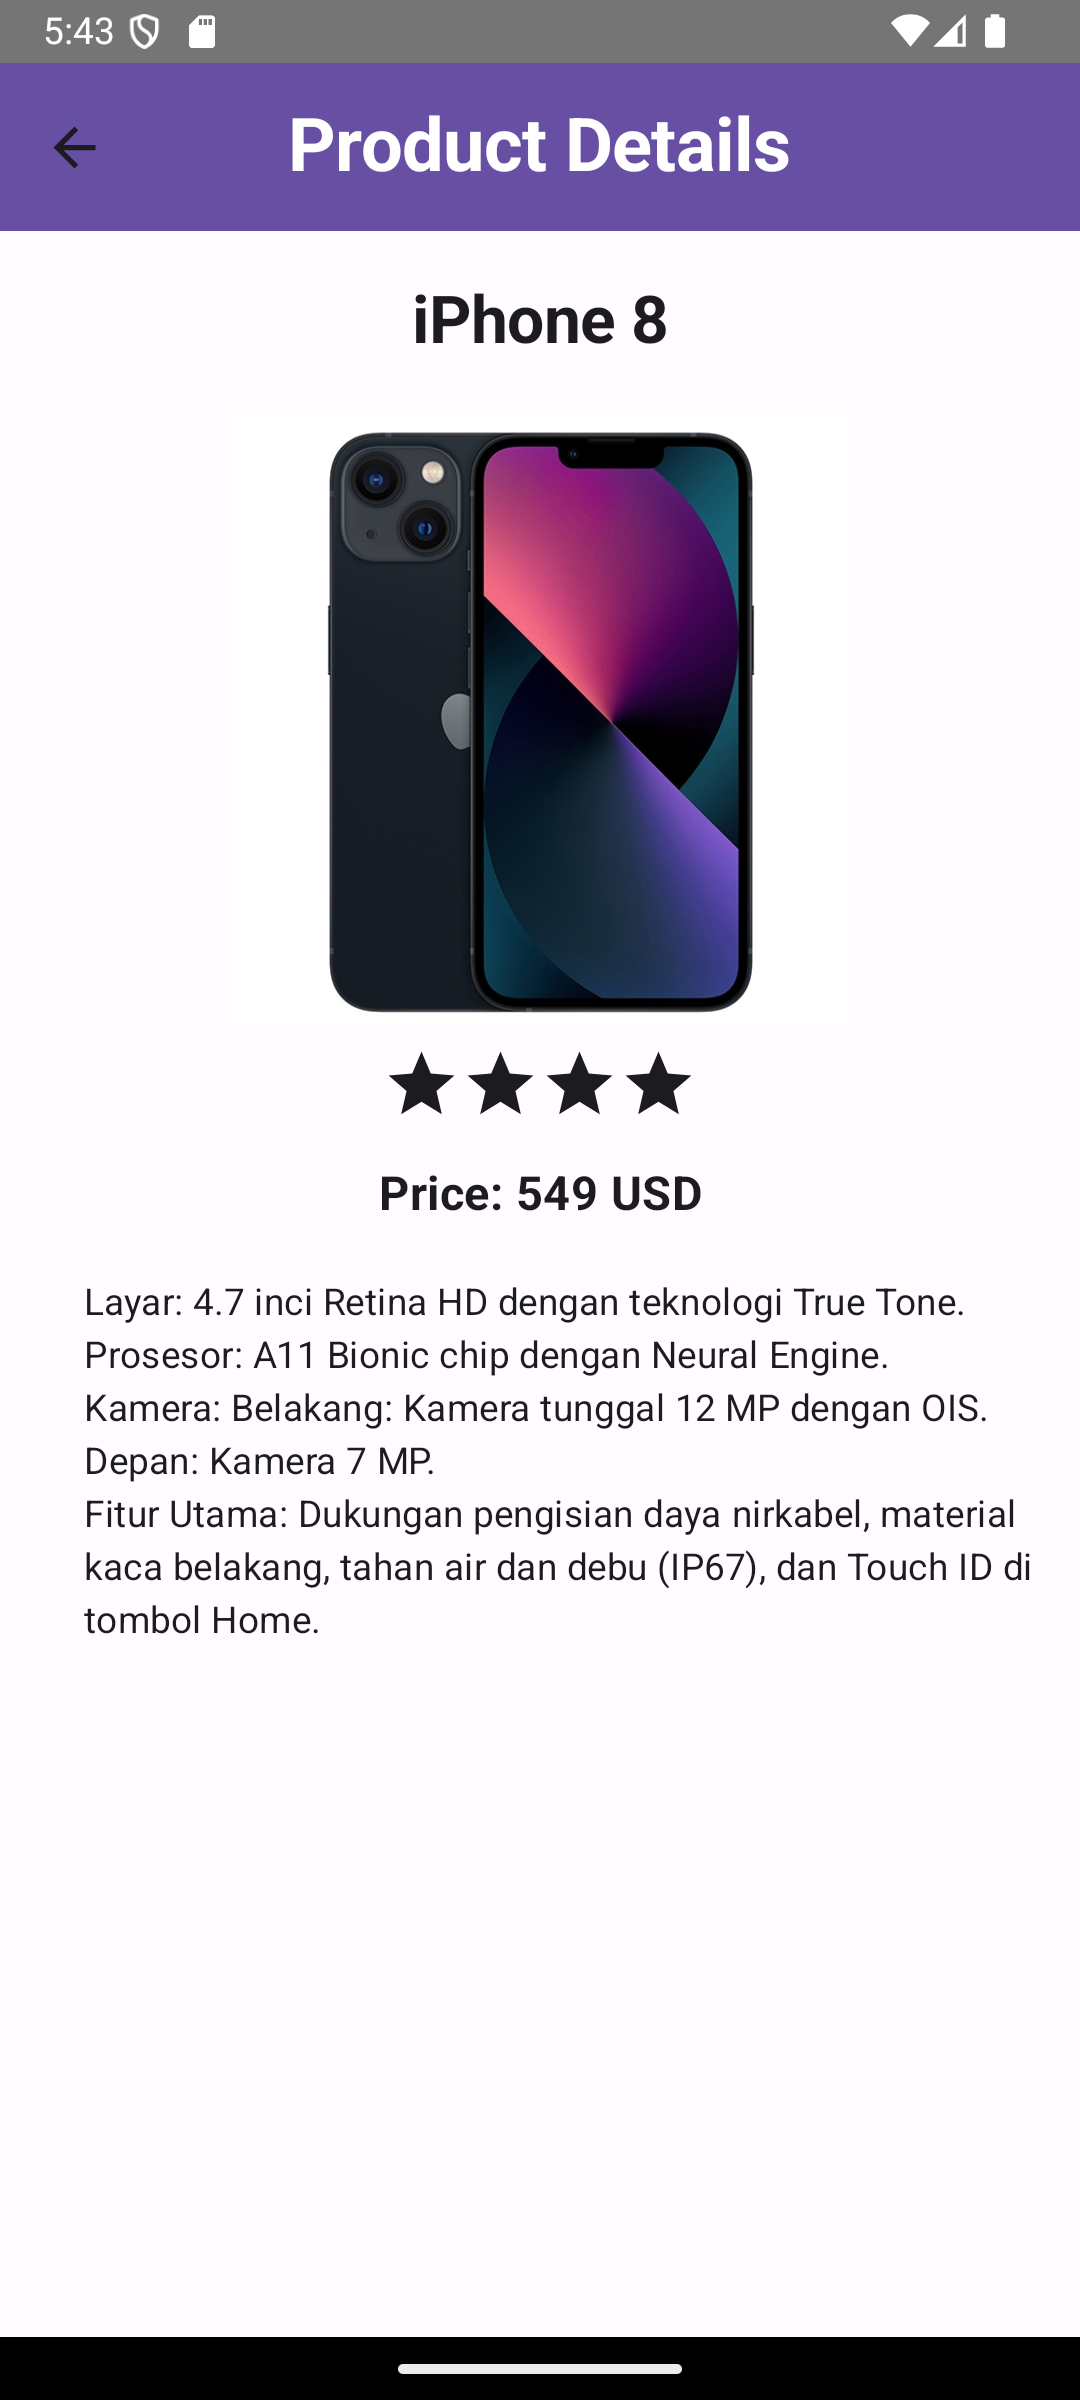 5:43
Product Details
iPhone 8
Price: 549 USD
Layar: 4.7 inci Retina HD dengan teknologi True Tone.
Prosesor: A11 Bionic chip dengan Neural Engine.
Kamera: Belakang: Kamera tunggal 12 MP dengan OIS.
Depan: Kamera 7 MP.
Fitur Utama: Dukungan pengisian daya nirkabel, material
kaca belakang, tahan air dan debu (IP67), dan Touch ID di
tombol Home.